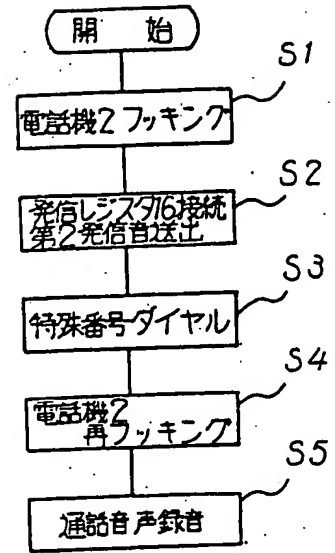 開始
S1
電話機2フッキング
S2
発信レジスタ16接続
第2発信音送出
S3
特殊番号ダイヤル
S4
電話機2
再フッキング
S5
通話音声録音